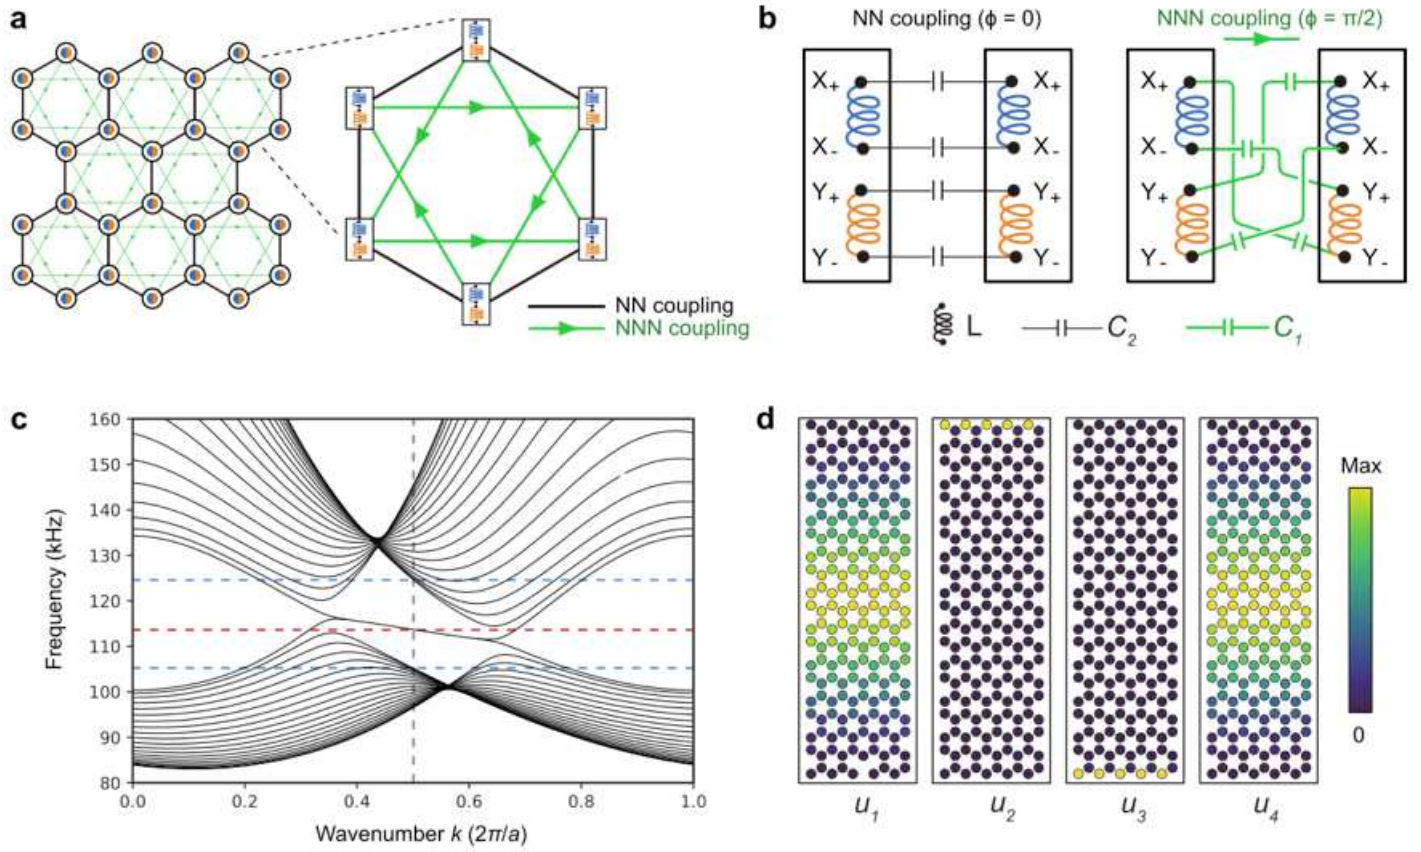 a
NN coupling
NNN coupling
b
NN coupling (ϕ = 0)
NNN coupling (ϕ = π/2)
X+
X-
Y+
Y-
X+
X-
Y+
Y-
X+
X-
Y+
Y-
X+
X-
Y+
Y-
L
C2
C1
c
Frequency (kHz)
160
150
140
130
120
110
100
90
80
0.0 0.2 0.4 0.6 0.8 1.0
Wavenumber k (2π/a)
d
u1 u2 u3 u4
Max
0